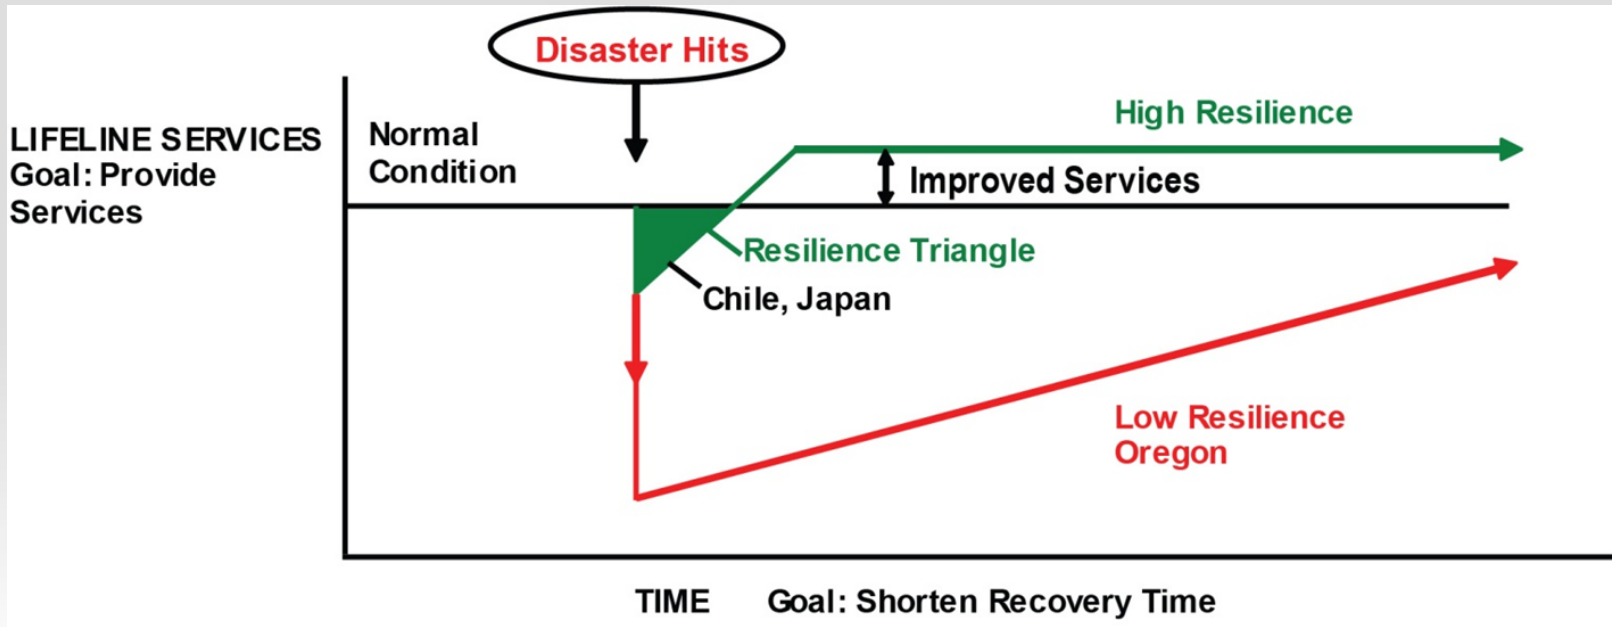 Disaster Hits
LIFELINE SERVICES
Goal: Provide
Services
Normal
Condition
High Resilience
Improved Services
Resilience Triangle
Chile, Japan
Low Resilience
Oregon
TIME Goal: Shorten Recovery Time